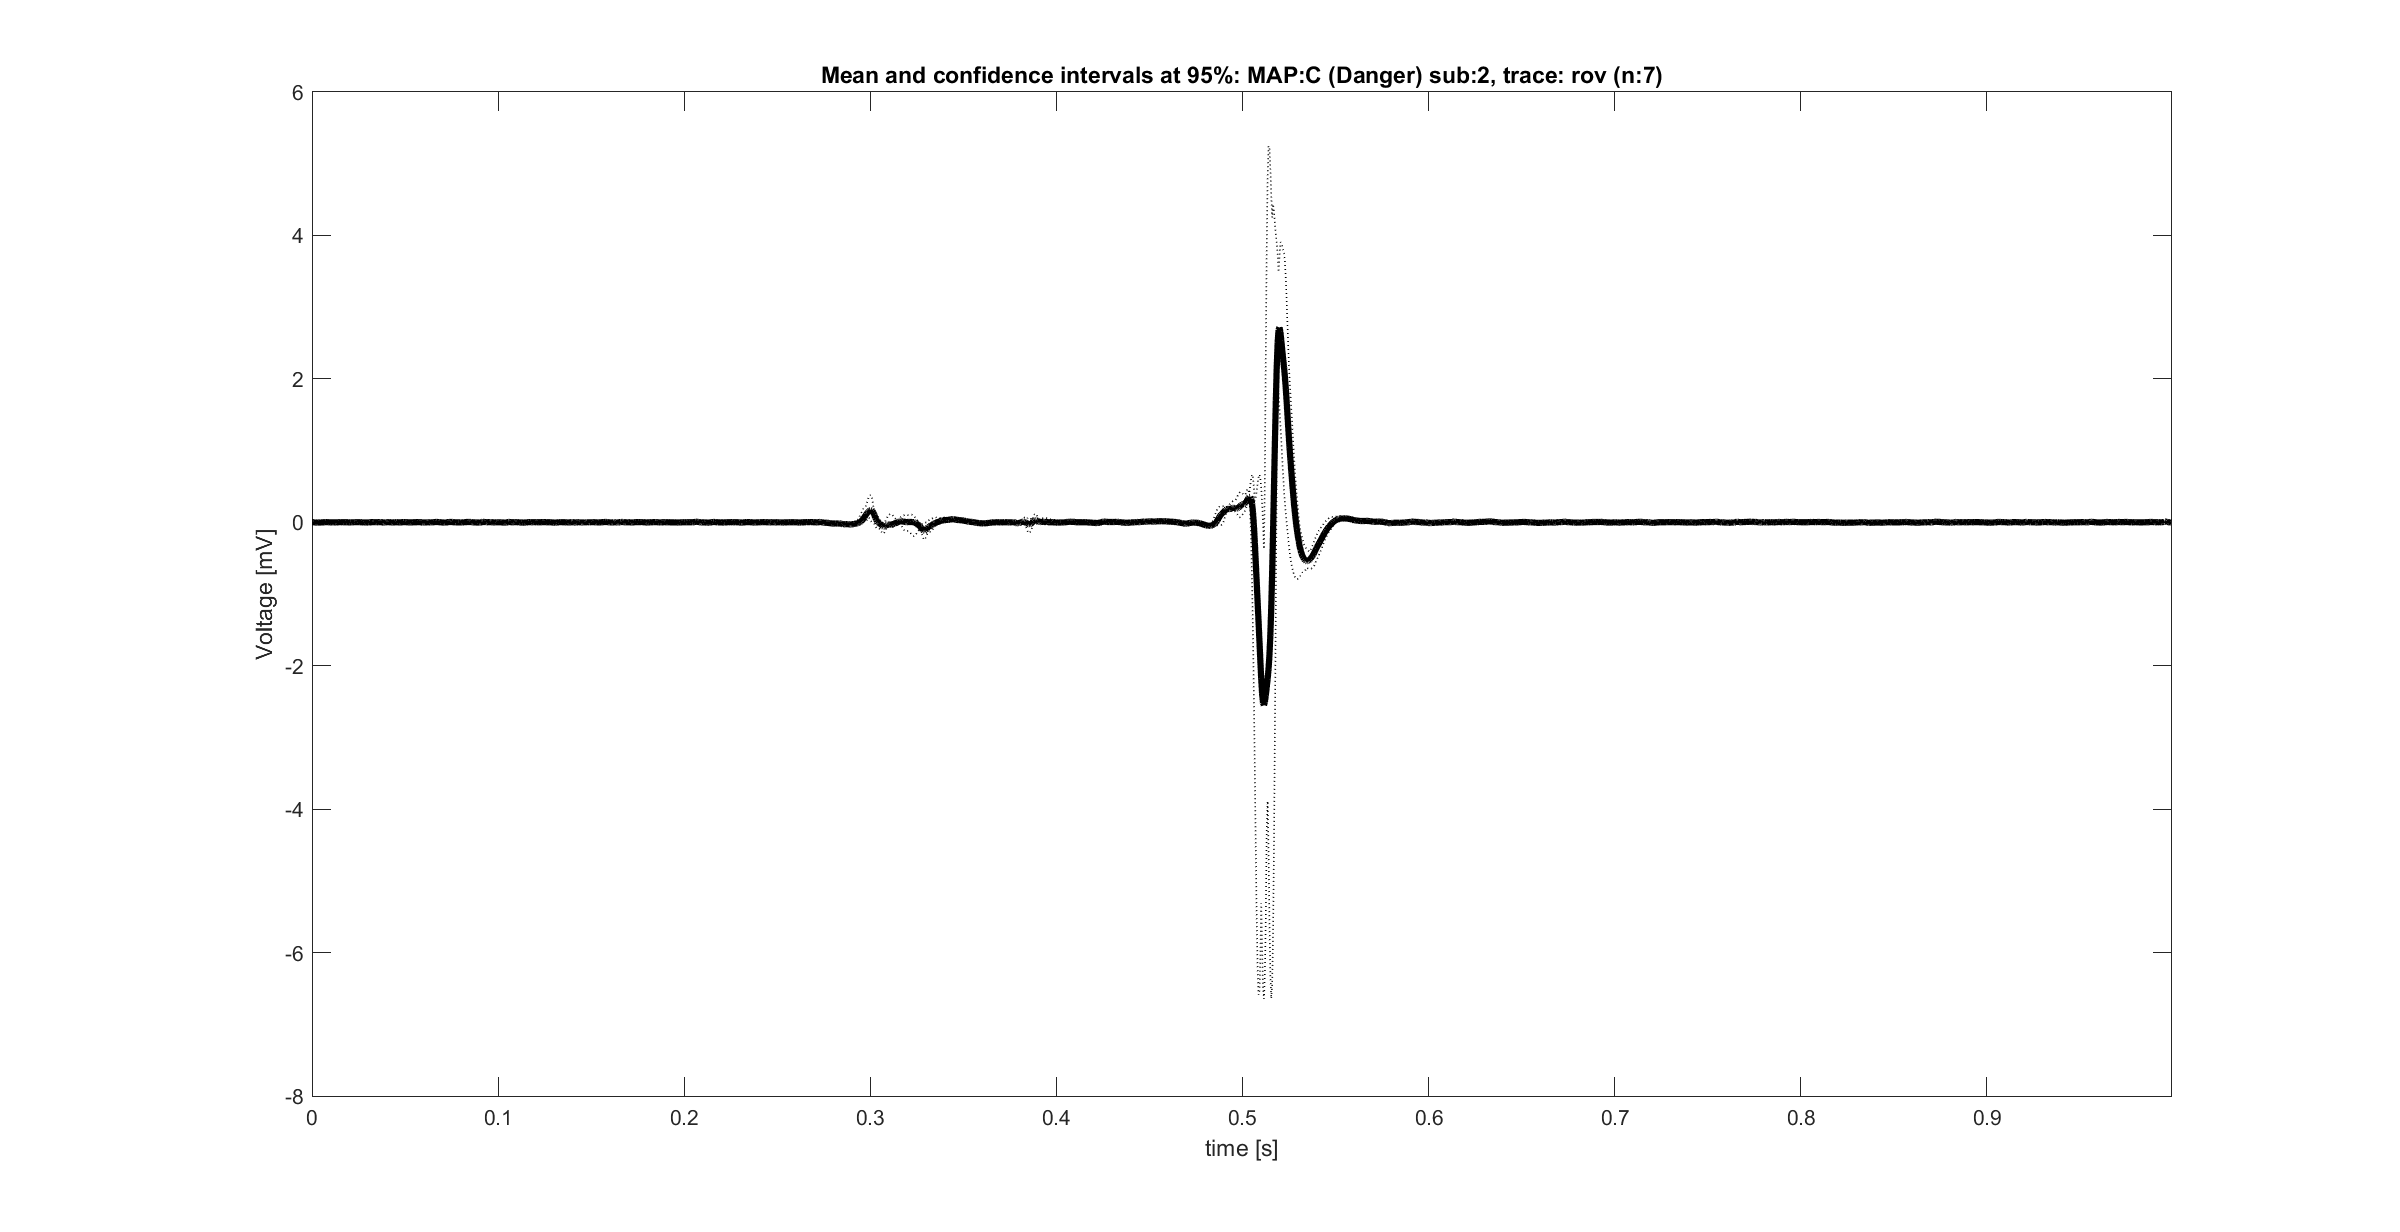 Mean and confidence intervals at 95%: MAP:C (Danger) sub:2, trace: rov (n:7)
6
4
2
0
-2
-4
-6
-8
Voltage [mV]
0 0.1 0.2 0.3 0.4 0.5 0.6 0.7 0.8 0.9
time [s]